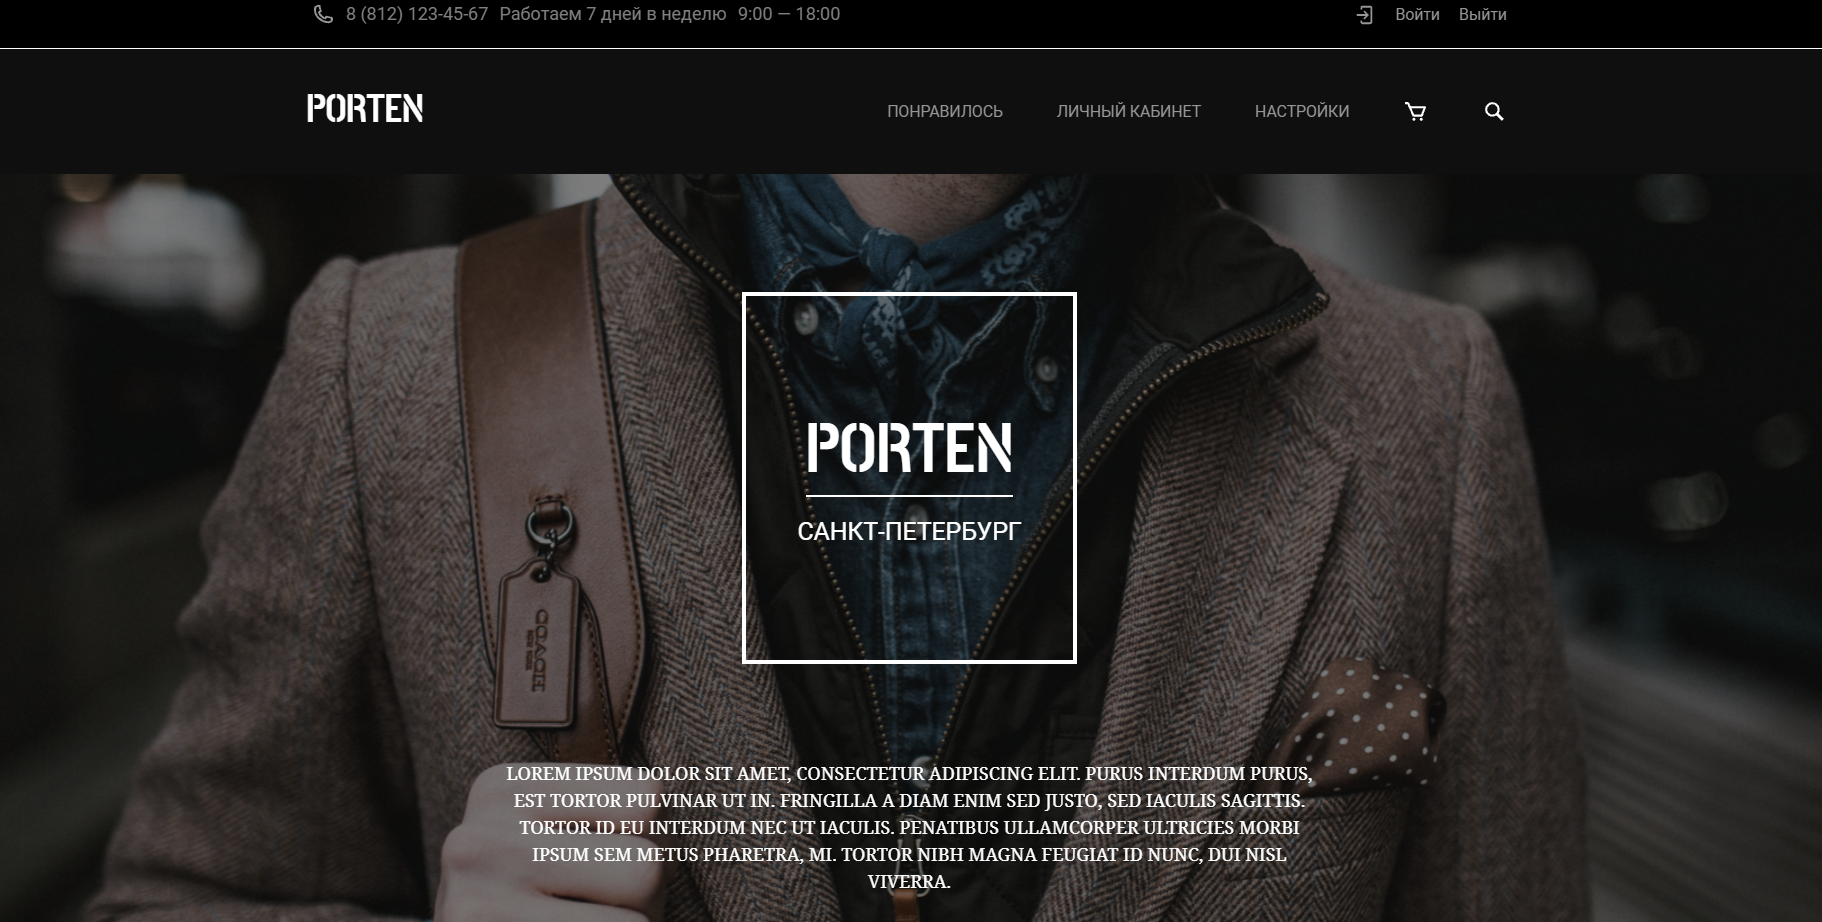 8 (812) 123-45-67 Работаем 7 дней в неделю 9:00 — 18:00
Войти Выйти
PORTEN
ПОНРАВИЛОСЬ ЛИЧНЫЙ КАБИНЕТ НАСТРОЙКИ
PORTEN
САНКТ-ПЕТЕРБУРГ
COACH
LOREM IPSUM DOLOR SIT AMET, CONSECTETUR ADIPISCING ELIT. PURUS INTERDUM PURUS,
EST TORTOR PULVINAR UT IN. FRINGILLA A DIAM ENIM SED JUSTO, SED IACULIS SAGITTIS.
TORTOR ID EU INTERDUM NEC UT IACULIS. PENATIBUS ULLAMCORPER ULTRICIES MORBI
IPSUM SEM METUS PHARETRA, MI. TORTOR NIBH MAGNA FEUGIAT ID NUNC, DUI NISL
VIVERRA.